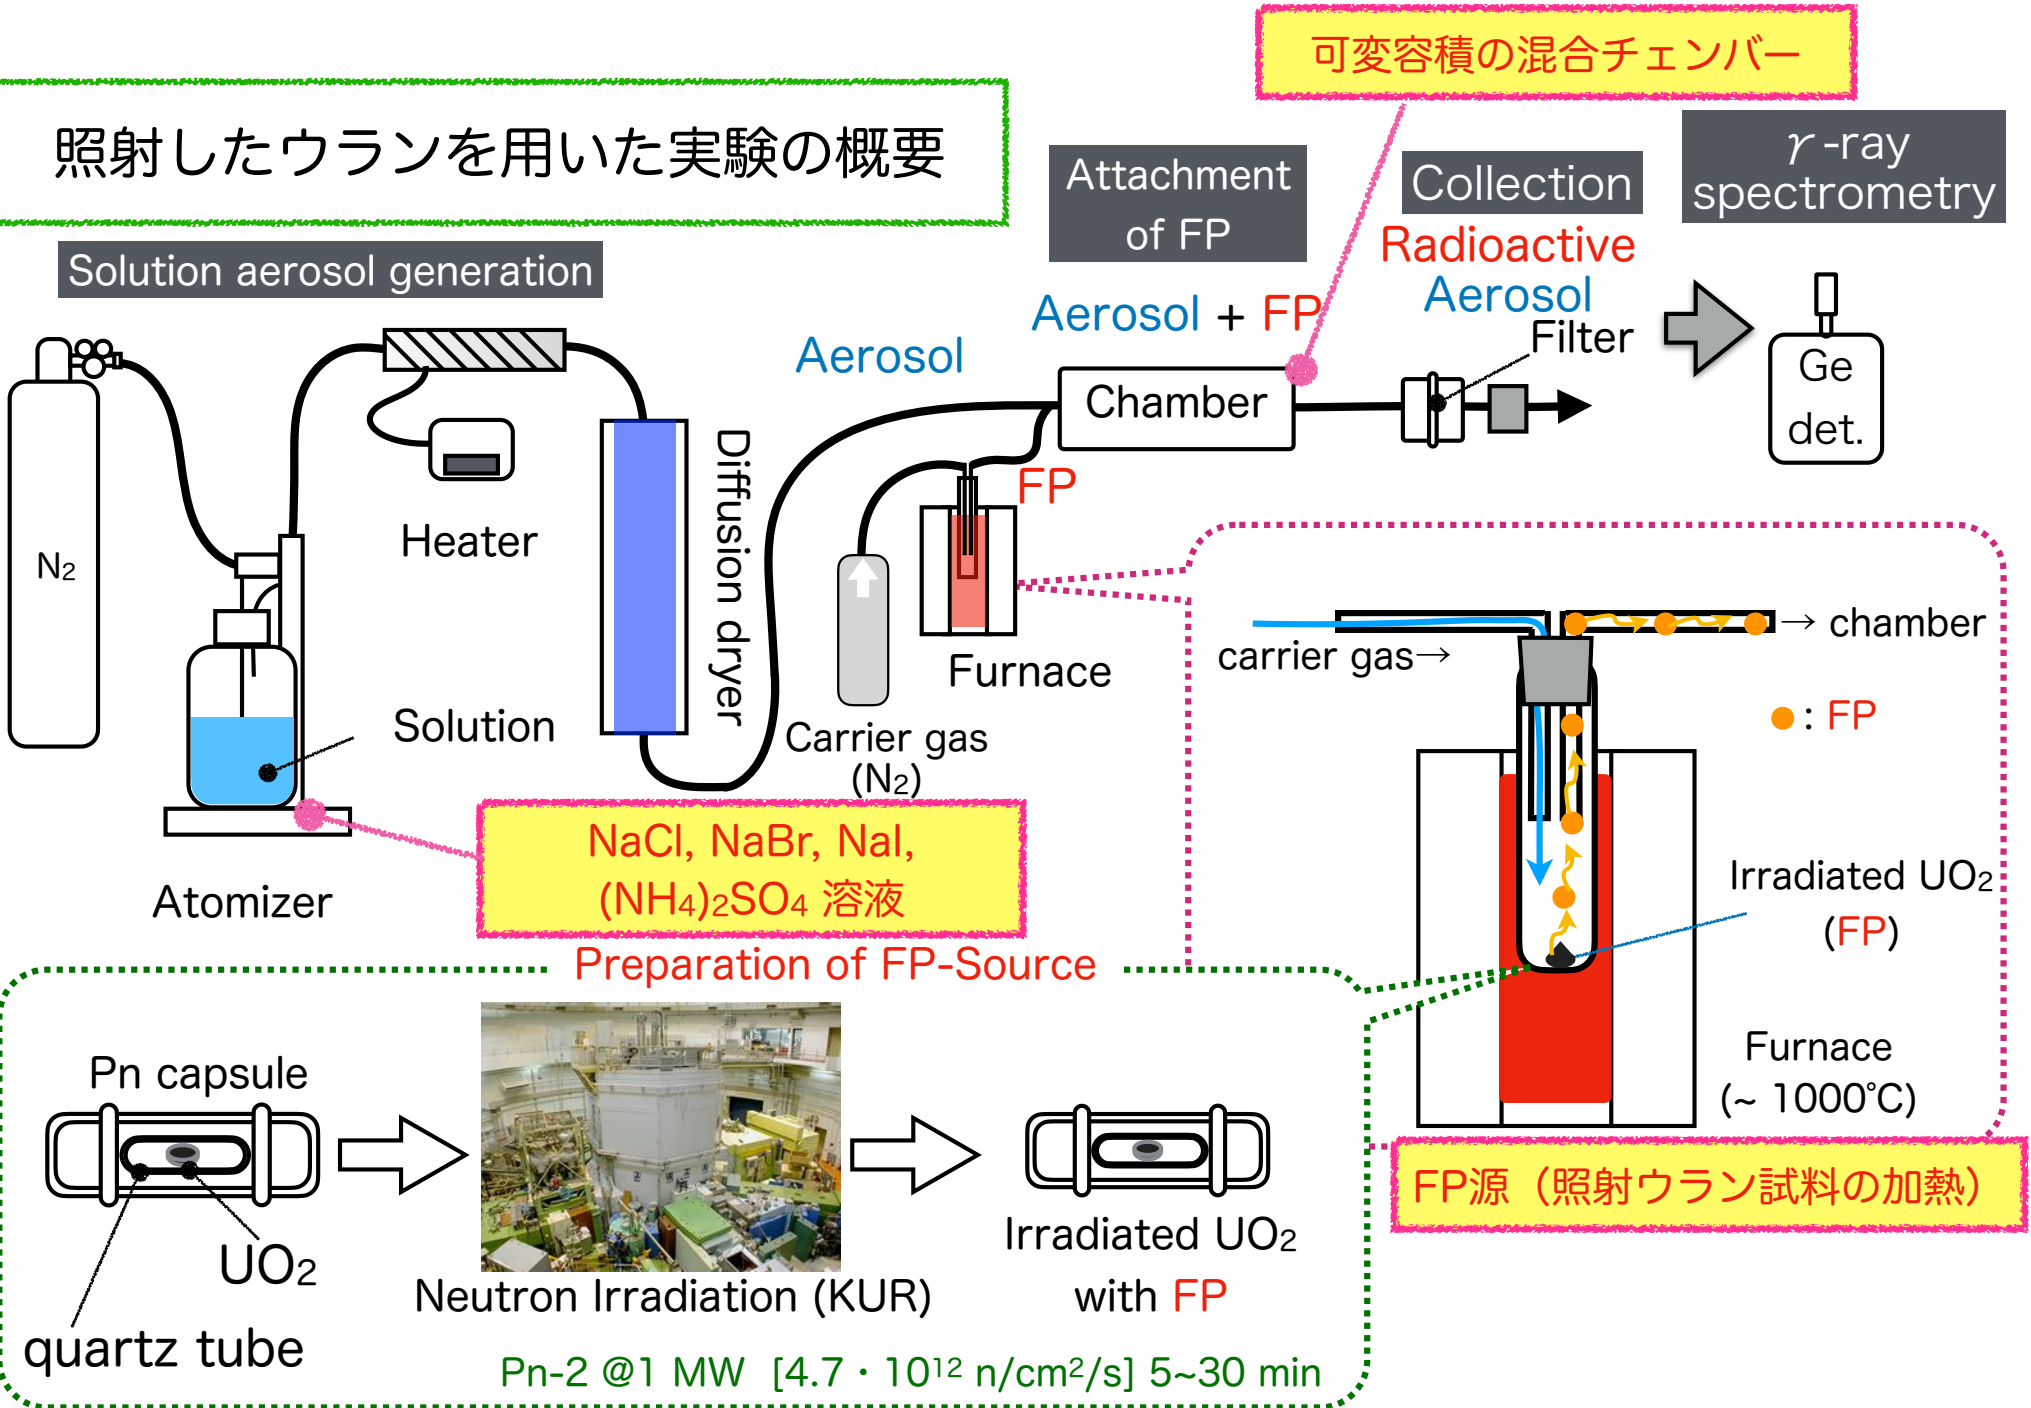 可変容積の混合チェンバー
照射したウランを用いた実験の概要
Attachment
of FP
Collection
γ-ray
spectrometry
Solution aerosol generation
Radioactive
Aerosol
Aerosol + FP
Filter
Aerosol
Chamber
Ge
det.
Diffusion dryer
FP
Heater
N2
carrier gas→
→ chamber
Furnace
: FP
Solution
Carrier gas
(N2)
NaCl, NaBr, NaI,
(NH4)2SO4 溶液
Atomizer
Irradiated UO2
(FP)
Preparation of FP-Source
Furnace
(~ 1000℃)
Pn capsule
FP源（照射ウラン試料の加熱）
UO2
Irradiated UO2
with FP
Neutron Irradiation (KUR)
quartz tube
Pn-2 @1 MW [4.7・10¹² n/cm²/s] 5~30 min